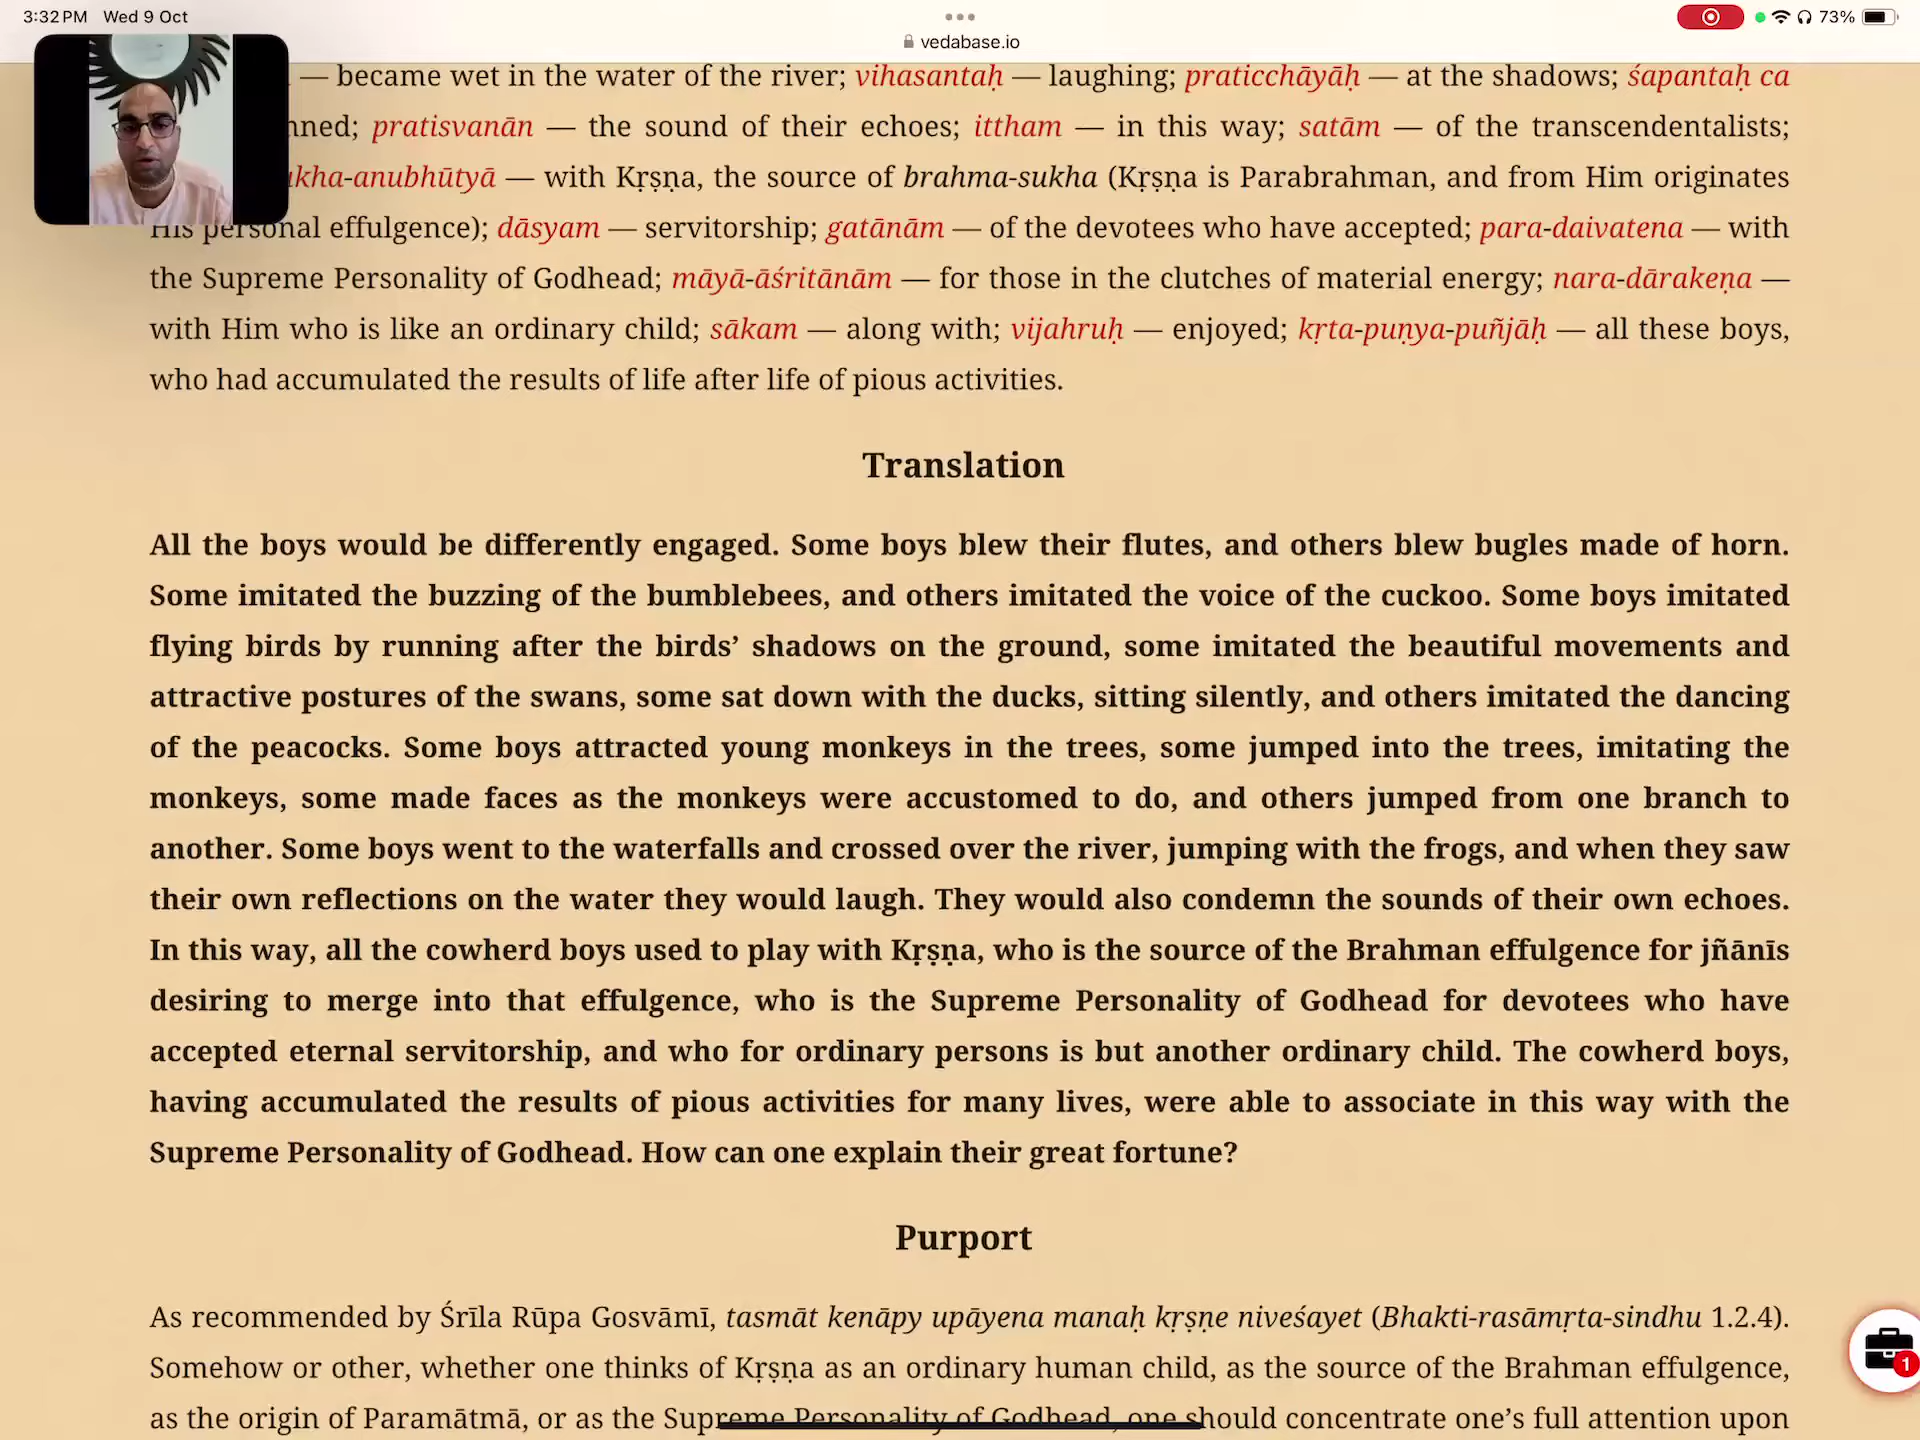 3:32 PM Wed 9 Oct
73%
vedabase.io
— became wet in the water of the river; vihasantaḥ — laughing; praticchāyāḥ — at the shadows; śapantaḥ ca
— the sound of their echoes; ittham — in this way; satām — of the transcendentalists;
— with Kṛṣṇa, the source of brahma-sukha (Kṛṣṇa is Parabrahman, and from Him originates
His personal effulgence); dāsyam — servitorship; gatānām — of the devotees who have accepted; para-daivatena — with
the Supreme Personality of Godhead; māyā-āśritānām — for those in the clutches of material energy; nara-dārakeṇa —
with Him who is like an ordinary child; sākam — along with; vijahruḥ — enjoyed; kṛta-puṇya-puñjāḥ — all these boys,
who had accumulated the results of life after life of pious activities.
Translation
All the boys would be differently engaged. Some boys blew their flutes, and others blew bugles made of horn.
Some imitated the buzzing of the bumblebees, and others imitated the voice of the cuckoo. Some boys imitated
flying birds by running after the birds’ shadows on the ground, some imitated the beautiful movements and
attractive postures of the swans, some sat down with the ducks, sitting silently, and others imitated the dancing
of the peacocks. Some boys attracted young monkeys in the trees, some jumped into the trees, imitating the
monkeys, some made faces as the monkeys were accustomed to do, and others jumped from one branch to
another. Some boys went to the waterfalls and crossed over the river, jumping with the frogs, and when they saw
their own reflections on the water they would laugh. They would also condemn the sounds of their own echoes.
In this way, all the cowherd boys used to play with Kṛṣṇa, who is the source of the Brahman effulgence for jñānīs
desiring to merge into that effulgence, who is the Supreme Personality of Godhead for devotees who have
accepted eternal servitorship, and who for ordinary persons is but another ordinary child. The cowherd boys,
having accumulated the results of pious activities for many lives, were able to associate in this way with the
Supreme Personality of Godhead. How can one explain their great fortune?
Purport
As recommended by Śrīla Rūpa Gosvāmī, tasmāt kenāpy upāyena manaḥ kṛṣṇe niveśayet (Bhakti-rasāmṛta-sindhu 1.2.4).
Somehow or other, whether one thinks of Kṛṣṇa as an ordinary human child, as the source of the Brahman effulgence,
as the origin of Paramātmā, or as the Supreme Personality of Godhead, one should concentrate one’s full attention upon
1